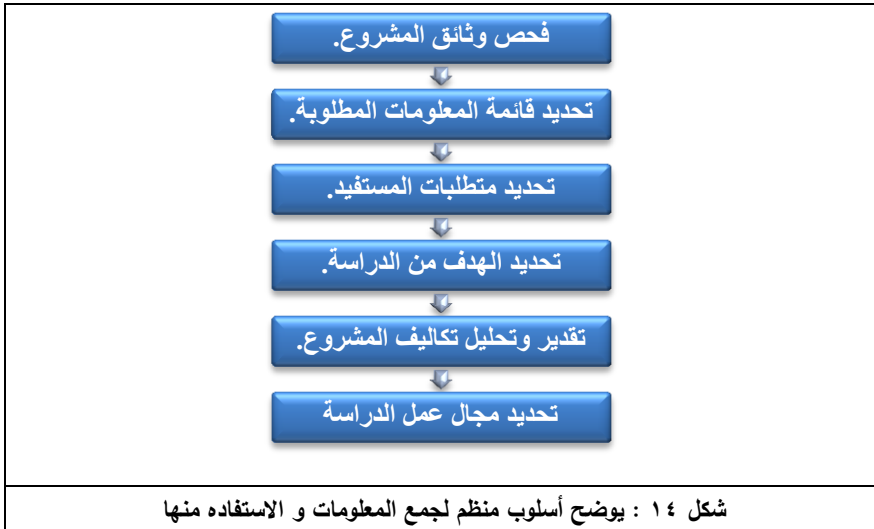 فحص وثائق المشروع.
تحديد قائمة المعلومات المطلوبة.
تحديد متطلبات المستفيد.
تحديد الهدف من الدراسة.
تقدير وتحليل تكاليف المشروع.
تحديد مجال عمل الدراسة
شكل ١٤ : يوضح أسلوب منظم لجمع المعلومات و الاستفاده منها